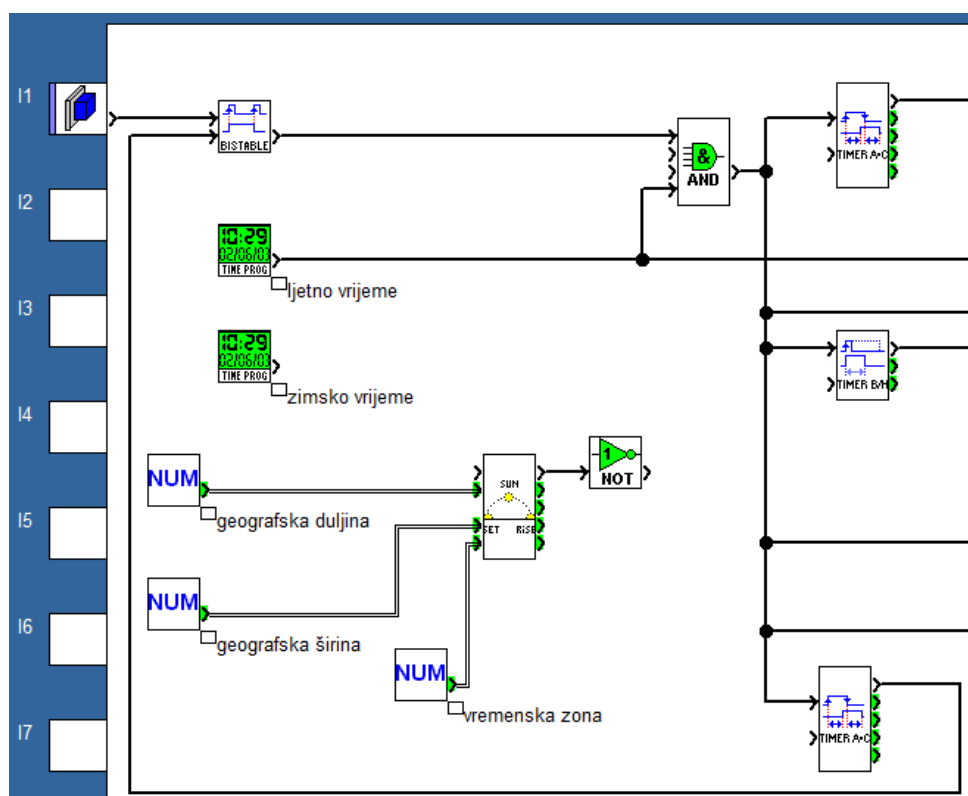 I1
BISTABLE
&
AND
TIMER A•C
I2
10:29
02/06/03
TIME PROG
ljetno vrijeme
I3
10:29
02/06/03
TIME PROG
TIMER B/H
zimsko vrijeme
I4
1
NOT
NUM
SUN
SET RISE
geografska duljina
I5
NUM
I6
geografska širina
NUM
vremenska zona
I7
TIMER A•C